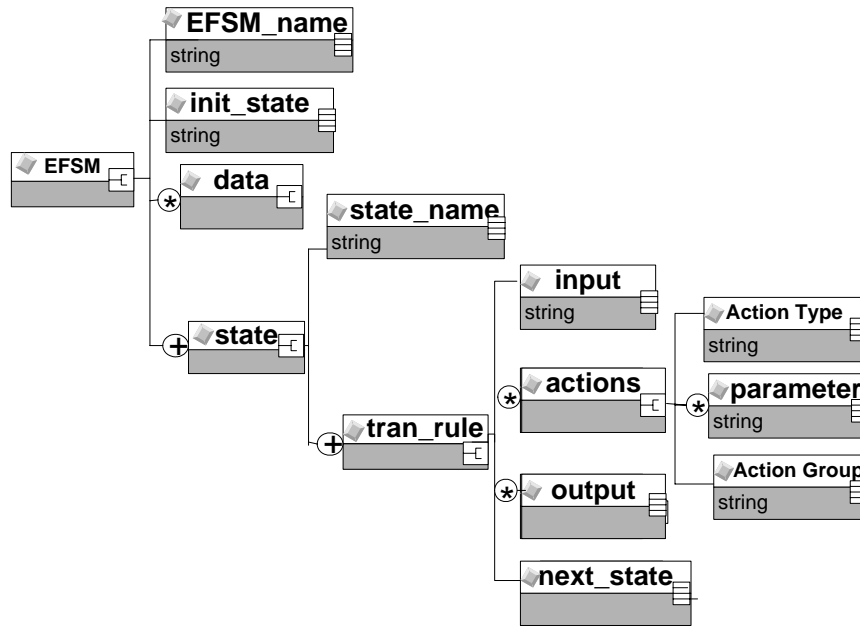 EFSM_name
string
init_state
string
EFSM
*
data
state_name
string
+
state
input
string
Action Type
string
*
actions
*
parameter
string
+
tran_rule
Action Group
string
*
output
next_state